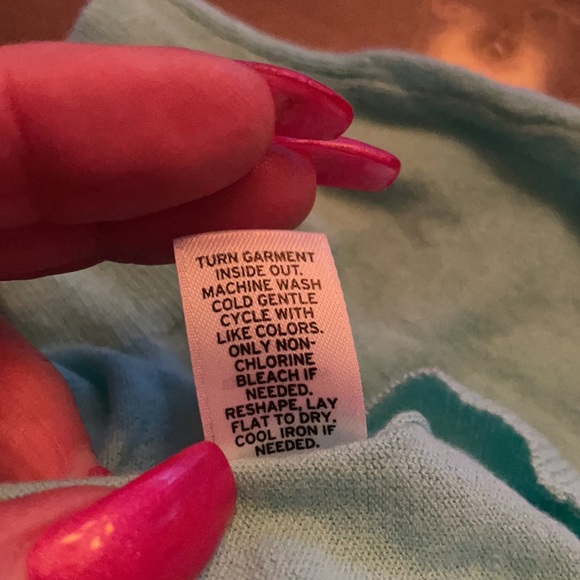 TURN GARMENT
INSIDE OUT.
MACHINE WASH
COLD GENTLE
CYCLE WITH
LIKE COLORS.
ONLY NON-
CHLORINE
BLEACH IF
NEEDED.
RESHAPE, LAY
FLAT TO DRY.
COOL IRON IF
NEEDED.